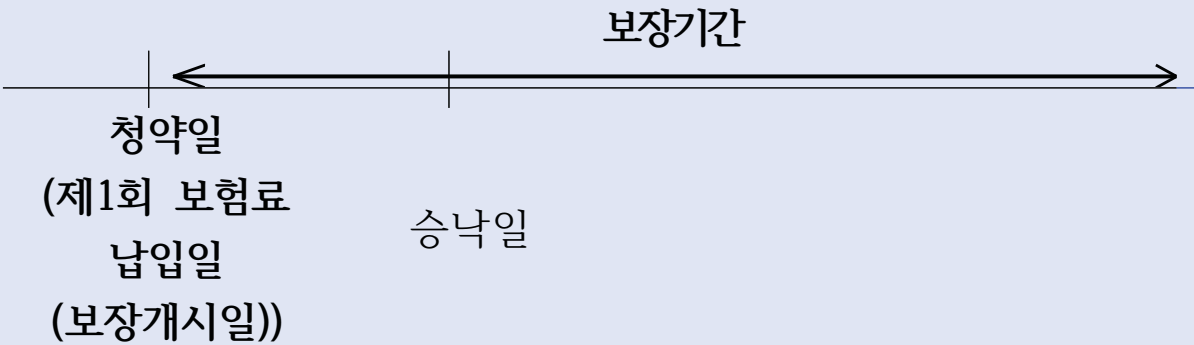 보장기간
청약일
(제1회 보험료
납입일
(보장개시일))
승낙일